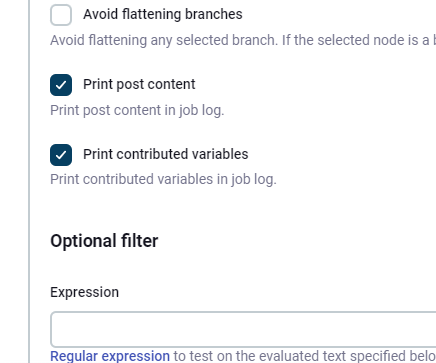 Avoid flattening branches
Avoid flattening any selected branch. If the selected node is a
Print post content
Print post content in job log.
Print contributed variables
Print contributed variables in job log.
Optional filter
Expression
Regular expression to test on the evaluated text specified belo